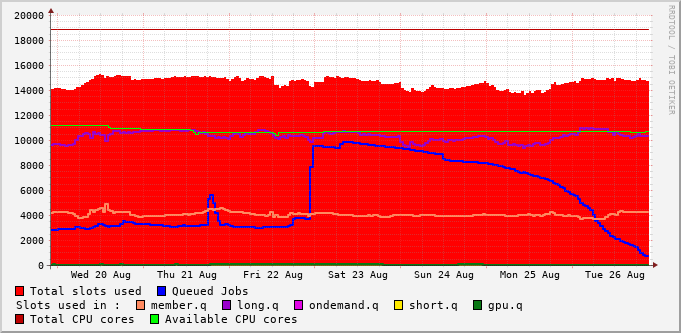 20000
18000
16000
14000
12000
10000
8000
6000
4000
2000
0
Wed 20 Aug Thu 21 Aug Fri 22 Aug Sat 23 Aug Sun 24 Aug Mon 25 Aug Tue 26 Aug
Total slots used Queued Jobs
Slots used in : member.q long.q ondemand.q short.q gpu.q
Total CPU cores Available CPU cores
RRDTOOL / TOBI OETIKER